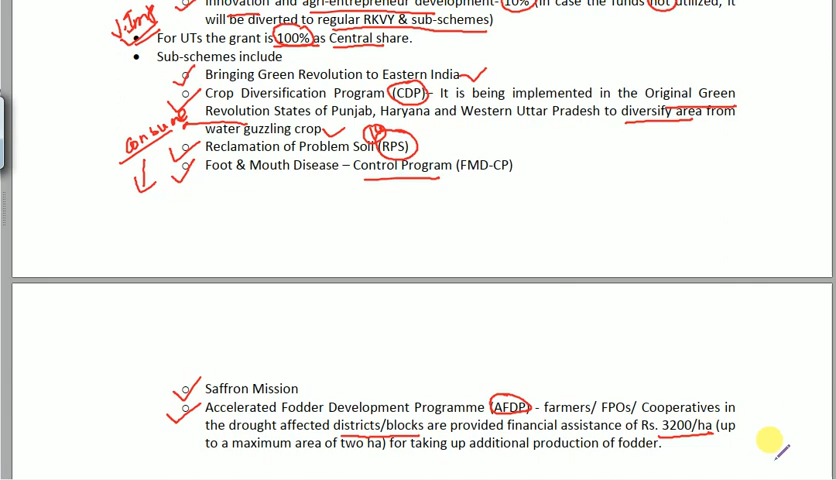 Innovation and agri-entrepreneur development- 10% (in case the funds not utilized, it
will be diverted to regular RKVY & sub-schemes)
V.Imp
• For UTs the grant is 100% as Central share.
• Sub-schemes include
o Bringing Green Revolution to Eastern India
o Crop Diversification Program (CDP)- It is being implemented in the Original Green
Revolution States of Punjab, Haryana and Western Uttar Pradesh to diversify area from
water guzzling crop
Consume
o Reclamation of Problem Soil (RPS)
o Foot & Mouth Disease – Control Program (FMD-CP)
o Saffron Mission
o Accelerated Fodder Development Programme (AFDP) - farmers/ FPOs/ Cooperatives in
the drought affected districts/blocks are provided financial assistance of Rs. 3200/ha (up
to a maximum area of two ha) for taking up additional production of fodder.